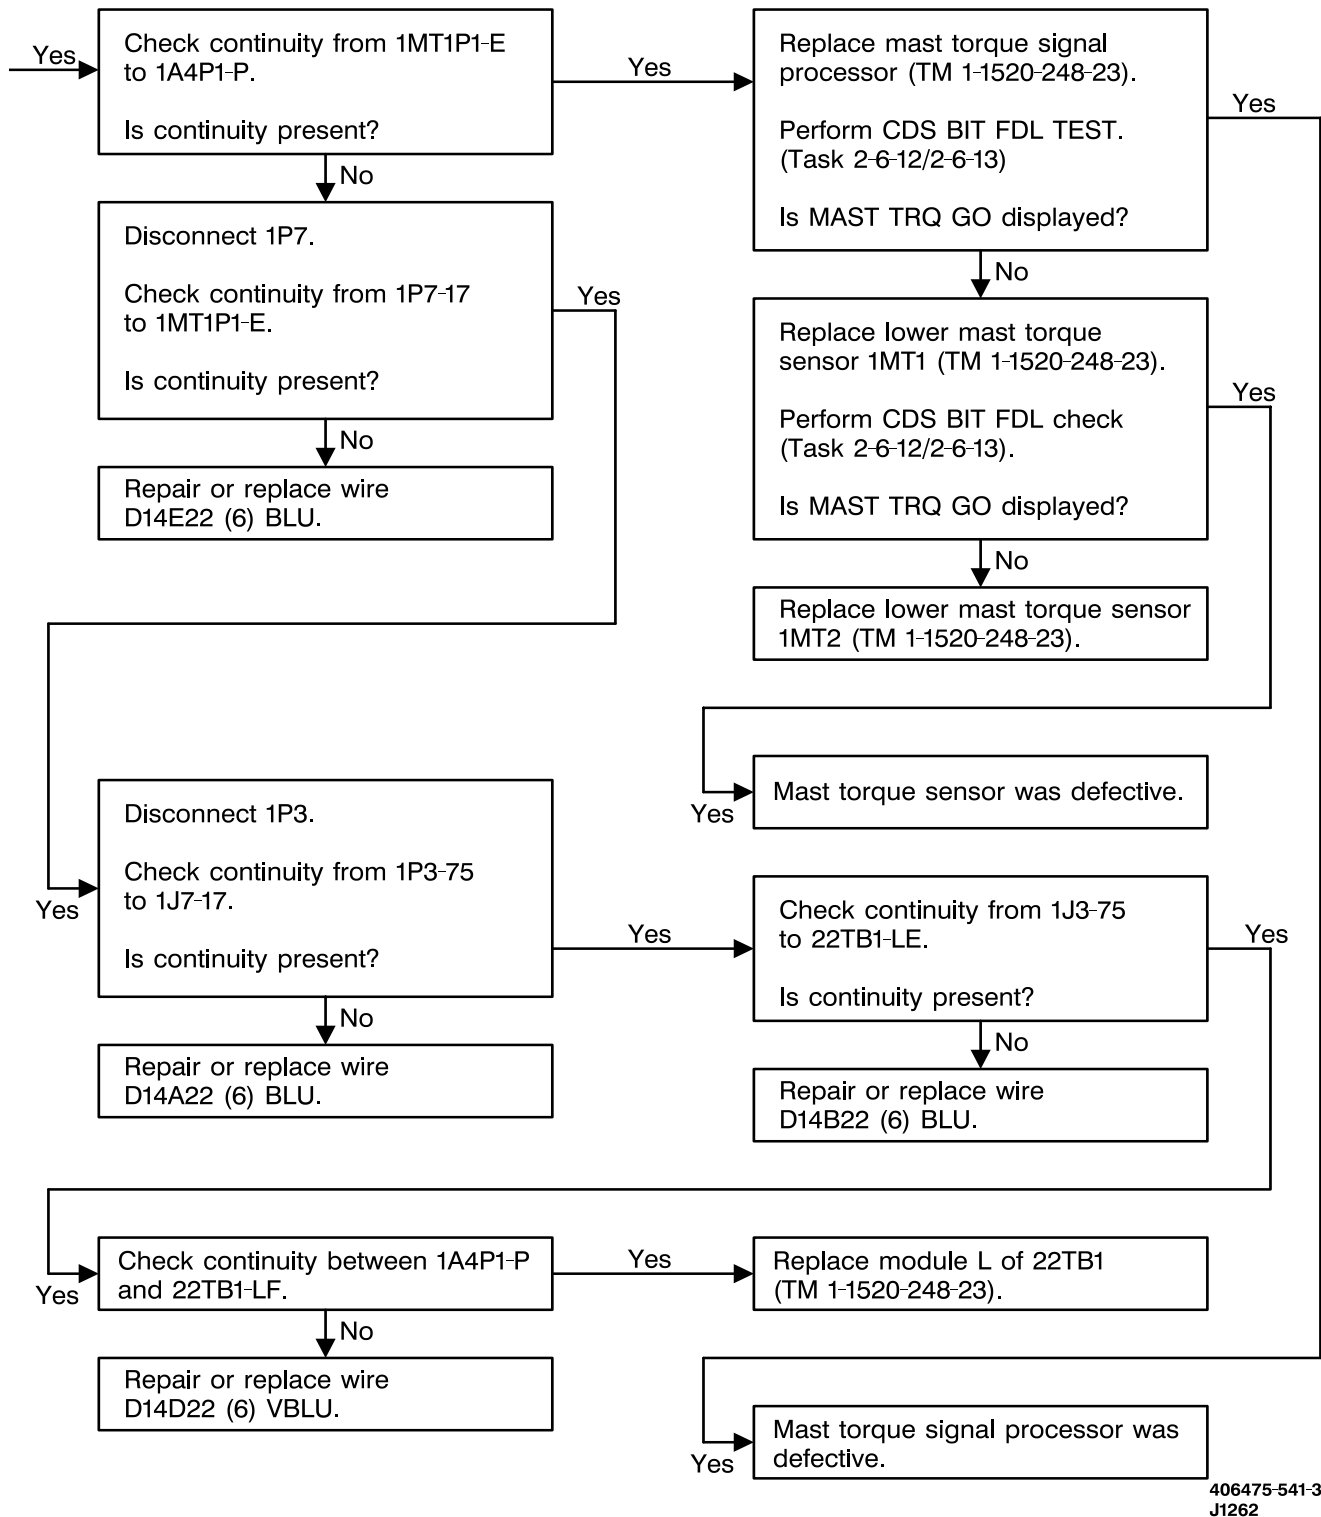 Yes
Check continuity from 1MT1P1-E
to 1A4P1-P.
Is continuity present?
Yes
Replace mast torque signal
processor (TM 1-1520-248-23).
Perform CDS BIT FDL TEST.
(Task 2-6-12/2-6-13)
Is MAST TRQ GO displayed?
Yes
No
Disconnect 1P7.
Check continuity from 1P7-17
to 1MT1P1-E.
Is continuity present?
Yes
No
Replace lower mast torque
sensor 1MT1 (TM 1-1520-248-23).
Perform CDS BIT FDL check
(Task 2-6-12/2-6-13).
Is MAST TRQ GO displayed?
Yes
No
Repair or replace wire
D14E22 (6) BLU.
No
Replace lower mast torque sensor
1MT2 (TM 1-1520-248-23).
Yes
Mast torque sensor was defective.
Yes
Disconnect 1P3.
Check continuity from 1P3-75
to 1J7-17.
Is continuity present?
Yes
Check continuity from 1J3-75
to 22TB1-LE.
Is continuity present?
Yes
No
Repair or replace wire
D14A22 (6) BLU.
No
Repair or replace wire
D14B22 (6) BLU.
Yes
Check continuity between 1A4P1-P
and 22TB1-LF.
Yes
Replace module L of 22TB1
(TM 1-1520-248-23).
No
Repair or replace wire
D14D22 (6) VBLU.
Yes
Mast torque signal processor was
defective.
406475-541-3
J1262